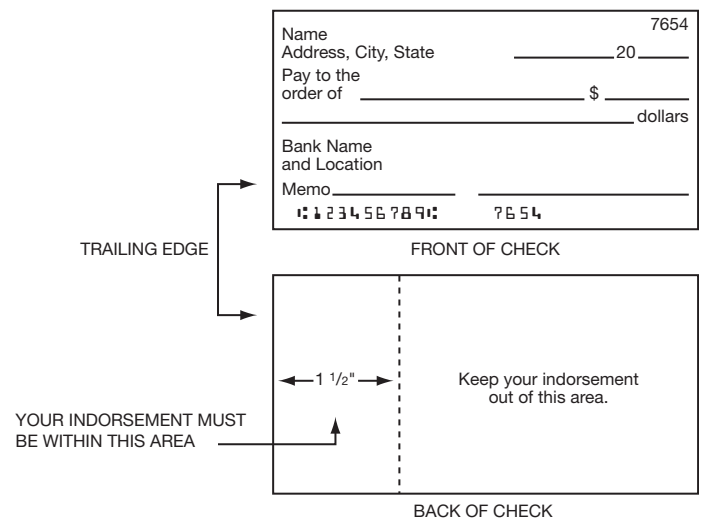 7654
Name
Address, City, State 20
Pay to the
order of $
dollars
Bank Name
and Location
Memo
⑆123456789⑆ 7654
TRAILING EDGE
FRONT OF CHECK
1 1/2"
Keep your indorsement
out of this area.
YOUR INDORSEMENT MUST
BE WITHIN THIS AREA
BACK OF CHECK